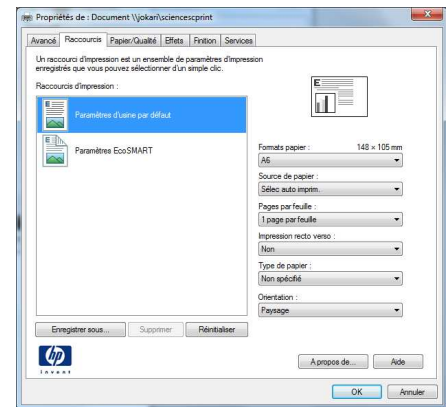 Propriétés de : Document \\jokari\sciencescprint
Avancé Raccourcis Papier/Qualité Effets Finition Services
Un raccourci d'impression est un ensemble de paramètres d'impression
enregistrés que vous pouvez sélectionner d'un simple clic.
Raccourcis d'impression :
Paramètres d'usine par défaut
Paramètres EcoSMART
Formats papier : 148 × 105 mm
A6
Source de papier :
Sélec auto imprim.
Pages par feuille :
1 page par feuille
Impression recto verso :
Non
Type de papier :
Non spécifié
Orientation :
Paysage
Enregistrer sous... Supprimer Réinitialiser
hp
invent
A propos de... Aide
OK Annuler